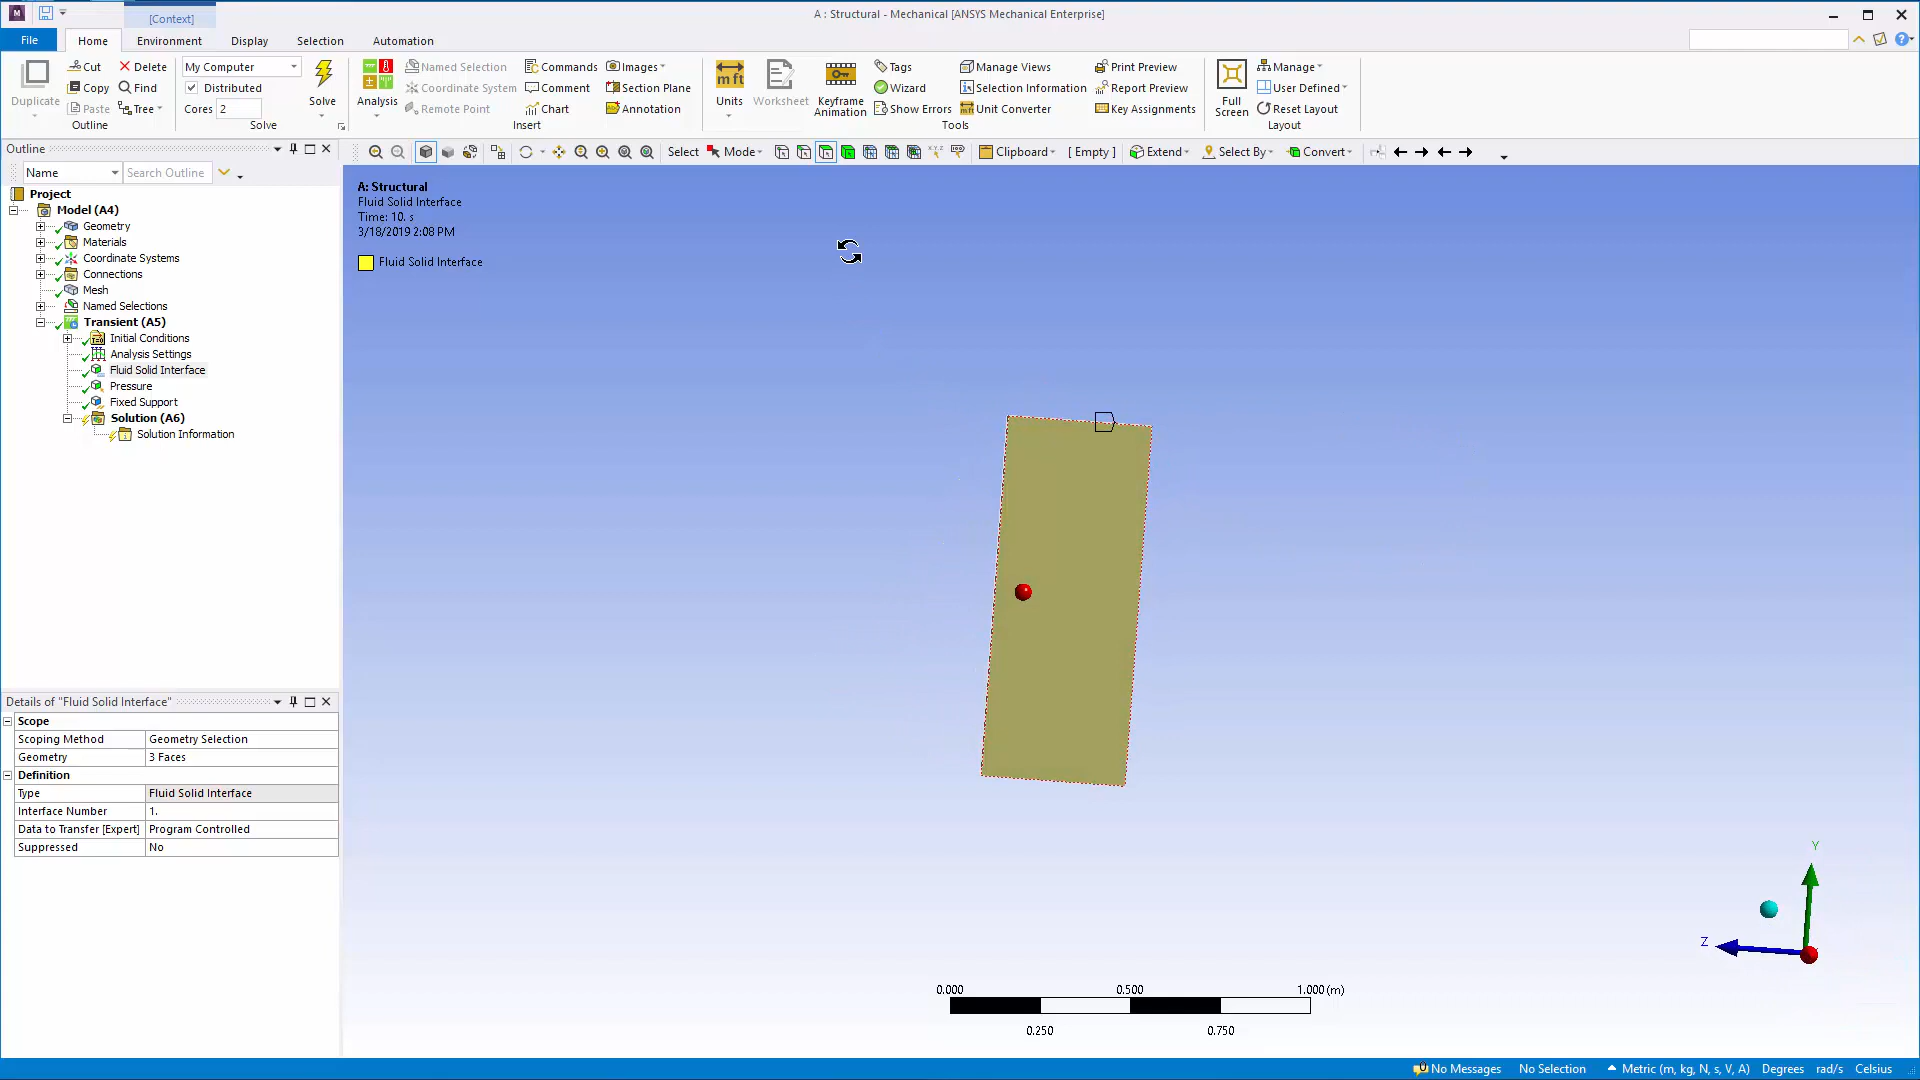 [Context]
A : Structural - Mechanical [ANSYS Mechanical Enterprise]
File Home Environment Display Selection Automation
Duplicate
Cut
Copy
Paste
Delete
Find
Tree
Outline
My Computer
Distributed
Cores 2
Solve
Solve
Analysis
Named Selection
Coordinate System
Remote Point
Commands
Comment
Chart
Images
Section Plane
Annotation
Insert
Units
Worksheet
Keyframe
Animation
Tags
Wizard
Show Errors
Manage Views
Selection Information
Unit Converter
Print Preview
Report Preview
Key Assignments
Tools
Full
Screen
Manage
User Defined
Reset Layout
Layout
Outline
Select Mode Clipboard [ Empty ] Extend Select By Convert
Name Search Outline
Project
Model (A4)
Geometry
Materials
Coordinate Systems
Connections
Mesh
Named Selections
Transient (A5)
Initial Conditions
Analysis Settings
Fluid Solid Interface
Pressure
Fixed Support
Solution (A6)
Solution Information
A: Structural
Fluid Solid Interface
Time: 10. s
3/18/2019 2:08 PM
Fluid Solid Interface
Details of "Fluid Solid Interface"
Scope
Scoping Method Geometry Selection
Geometry 3 Faces
Definition
Type Fluid Solid Interface
Interface Number 1.
Data to Transfer [Expert] Program Controlled
Suppressed No
Y
Z
0.000 0.500 1.000 (m)
0.250 0.750
No Messages No Selection Metric (m, kg, N, s, V, A) Degrees rad/s Celsius